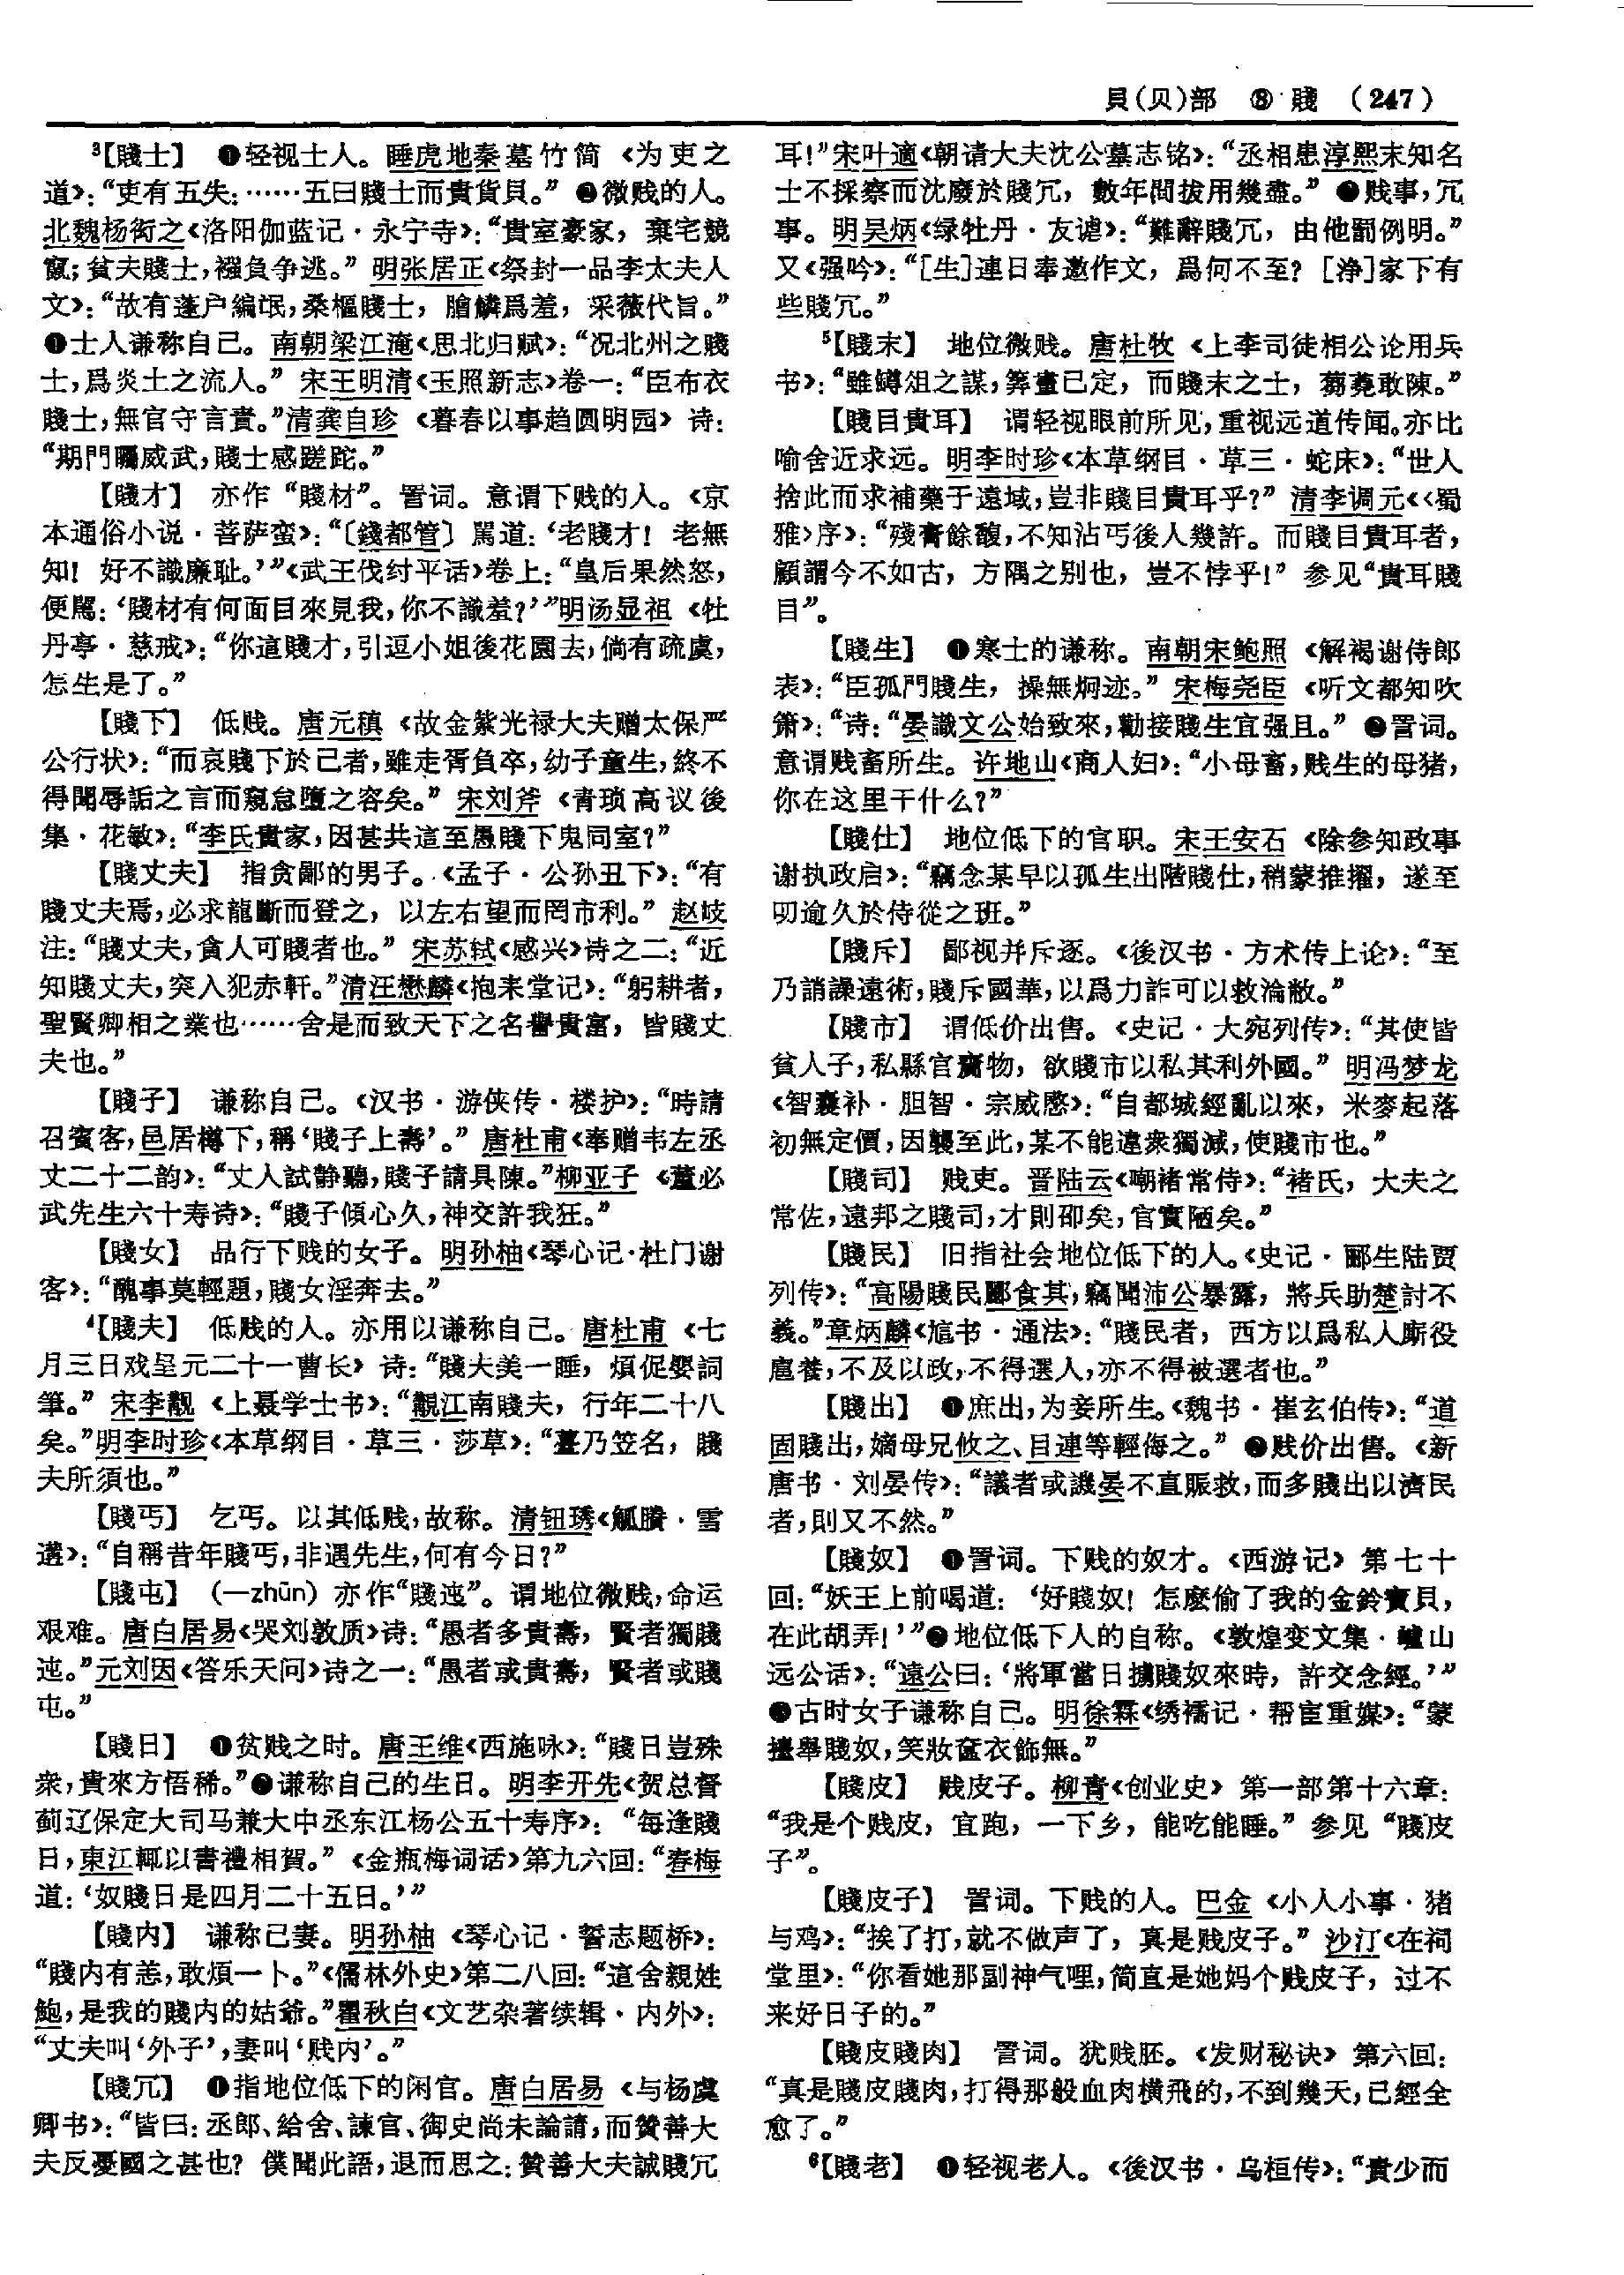 貝(贝)部　⑧　賤　(247)
³【賤士】　❶轻视士人。睡虎地秦墓竹简《为吏之
道》：“吏有五失：……五曰賤士而貴貨貝。”❷微贱的人。
北魏杨衒之《洛阳伽蓝记·永宁寺》：“貴室豪家，棄宅競
竄；貧夫賤士，襁負争逃。”明张居正《祭封一品李太夫人
文》：“故有蓬户編氓，桑樞賤士，膾鱗爲羞，采薇代旨。”
❸士人谦称自己。南朝梁江淹《思北归赋》：“况北州之賤
士，爲炎土之流人。”宋王明清《玉照新志》卷一：“臣布衣
賤士，無官守言責。”清龚自珍《暮春以事趋圆明园》诗：
“期門矚威武，賤士感蹉跎。”
【賤才】　亦作“賤材”。詈词。意谓下贱的人。《京
本通俗小说·菩萨蛮》：“〔錢都管〕駡道：‘老賤才！老無
知！好不識廉耻。’”《武王伐纣平话》卷上：“皇后果然怒，
便駡：‘賤材有何面目來見我，你不識羞？’”明汤显祖《牡
丹亭·慈戒》：“你這賤才，引逗小姐後花園去，倘有疏虞，
怎生是了。”
【賤下】　低贱。唐元稹《故金紫光禄大夫赠太保严
公行状》：“而哀賤下於己者，雖走胥負卒，幼子童生，終不
得聞辱詬之言而窺怠墮之容矣。”宋刘斧《青琐高议後
集·花敏》：“李氏貴家，因甚共這至愚賤下鬼同室？”
【賤丈夫】　指贪鄙的男子。《孟子·公孙丑下》：“有
賤丈夫焉，必求龍斷而登之，以左右望而罔市利。”赵岐
注：“賤丈夫，貪人可賤者也。”宋苏轼《感兴》诗之二：“近
知賤丈夫，突入犯赤軒。”清汪懋麟《抱耒堂记》：“躬耕者，
聖賢卿相之業也……舍是而致天下之名譽貴富，皆賤丈
夫也。”
【賤子】　谦称自己。《汉书·游侠传·楼护》：“時請
召賓客，邑居樽下，稱‘賤子上壽’。”唐杜甫《奉赠韦左丞
丈二十二韵》：“丈人試静聽，賤子請具陳。”柳亚子《董必
武先生六十寿诗》：“賤子傾心久，神交許我狂。”
【賤女】　品行下贱的女子。明孙柚《琴心记·杜门谢
客》：“醜事莫輕題，賤女淫奔去。”
⁴【賤夫】　低贱的人。亦用以谦称自己。唐杜甫《七
月三日戏呈元二十一曹长》诗：“賤夫美一睡，煩促嬰詞
筆。”宋李觏《上聂学士书》：“覯江南賤夫，行年二十八
矣。”明李时珍《本草纲目·草三·莎草》：“薹乃笠名，賤
夫所須也。”
【賤丐】　乞丐。以其低贱，故称。清钮琇《觚賸·雪
遘》：“自稱昔年賤丐，非遇先生，何有今日？”
【賤屯】　(—zhūn) 亦作“賤迍”。谓地位微贱，命运
艰难。唐白居易《哭刘敦质》诗：“愚者多貴壽，賢者獨賤
迍。”元刘因《答乐天问》诗之一：“愚者或貴壽，賢者或賤
屯。”
【賤日】　❶贫贱之时。唐王维《西施咏》：“賤日豈殊
衆，貴來方悟稀。”❷谦称自己的生日。明李开先《贺总督
蓟辽保定大司马兼大中丞东江杨公五十寿序》：“每逢賤
日，東江輒以書禮相賀。”《金瓶梅词话》第九六回：“春梅
道：‘奴賤日是四月二十五日。’”
【賤内】　谦称己妻。明孙柚《琴心记·誓志题桥》：
“賤内有恙，敢煩一卜。”《儒林外史》第二八回：“這舍親姓
鮑，是我的賤内的姑爺。”瞿秋白《文艺杂著续辑·内外》：
“丈夫叫‘外子’，妻叫‘贱内’。”
【賤冗】　❶指地位低下的闲官。唐白居易《与杨虞
卿书》：“皆曰：丞郎、給舍、諫官、御史尚未論請，而贊善大
夫反憂國之甚也？僕聞此語，退而思之：贊善大夫誠賤冗
耳！”宋叶適《朝请大夫沈公墓志铭》：“丞相患淳熙末知名
士不採察而沈廢於賤冗，數年間拔用幾盡。”❷贱事，冗
事。明吴炳《绿牡丹·友谑》：“難辭賤冗，由他罰例明。”
又《强吟》：“[生]連日奉邀作文，爲何不至？[浄]家下有
些賤冗。”
⁵【賤末】　地位微贱。唐杜牧《上李司徒相公论用兵
书》：“雖罇俎之謀，筭畫已定，而賤末之士，芻蕘敢陳。”
【賤目貴耳】　谓轻视眼前所见，重视远道传闻。亦比
喻舍近求远。明李时珍《本草纲目·草三·蛇床》：“世人
捨此而求補藥于遠域，豈非賤目貴耳乎？”清李调元《〈蜀
雅〉序》：“殘膏餘馥，不知沾丐後人幾許。而賤目貴耳者，
顧謂今不如古，方隅之别也，豈不悖乎！”参见“貴耳賤
目”。
【賤生】　❶寒士的谦称。南朝宋鲍照《解褐谢侍郎
表》：“臣孤門賤生，操無炯迹。”宋梅尧臣《听文都知吹
箫》：“诗：“晏識文公始致來，勸接賤生宜强且。”❷詈词。
意谓贱畜所生。许地山《商人妇》：“小母畜，贱生的母猪，
你在这里干什么？”
【賤仕】　地位低下的官职。宋王安石《除参知政事
谢执政启》：“竊念某早以孤生出階賤仕，稍蒙推擢，遂至
叨逾久於侍從之班。”
【賤斥】　鄙视并斥逐。《後汉书·方术传上论》：“至
乃誚譟遠術，賤斥國華，以爲力詐可以救淪敝。”
【賤市】　谓低价出售。《史记·大宛列传》：“其使皆
貧人子，私縣官齎物，欲賤市以私其利外國。”明冯梦龙
《智囊补·胆智·宗威愍》：“自都城經亂以來，米麥起落
初無定價，因襲至此，某不能違衆獨減，使賤市也。”
【賤司】　贱吏。晋陆云《嘲褚常侍》：“褚氏，大夫之
常佐，遠邦之賤司，才則卲矣，官實陋矣。”
【賤民】　旧指社会地位低下的人。《史记·郦生陆贾
列传》：“高陽賤民酈食其，竊聞沛公暴露，將兵助楚討不
義。”章炳麟《訄书·通法》：“賤民者，西方以爲私人廝役
扈養，不及以政，不得選人，亦不得被選者也。”
【賤出】　❶庶出，为妾所生。《魏书·崔玄伯传》：“道
固賤出，嫡母兄攸之、目連等輕侮之。”❷贱价出售。《新
唐书·刘晏传》：“議者或譏晏不直賑救，而多賤出以濟民
者，則又不然。”
【賤奴】　❶詈词。下贱的奴才。《西游记》第七十
回：“妖王上前喝道：‘好賤奴！怎麽偷了我的金鈴寶貝，
在此胡弄！’”❷地位低下人的自称。《敦煌变文集·嚧山
远公话》：“遠公曰：‘將軍當日擄賤奴來時，許交念經。’”
❸古时女子谦称自己。明徐霖《绣襦记·帮宦重媒》：“蒙
擡舉賤奴，笑妝奩衣飾無。”
【賤皮】　贱皮子。柳青《创业史》第一部第十六章：
“我是个贱皮，宜跑，一下乡，能吃能睡。”参见“賤皮
子”。
【賤皮子】　詈词。下贱的人。巴金《小人小事·猪
与鸡》：“挨了打，就不做声了，真是贱皮子。”沙汀《在祠
堂里》：“你看她那副神气哩，简直是她妈个贱皮子，过不
来好日子的。”
【賤皮賤肉】　詈词。犹贱胚。《发财秘诀》第六回：
“真是賤皮賤肉，打得那般血肉横飛的，不到幾天，已經全
愈了。”
⁶【賤老】　❶轻视老人。《後汉书·乌桓传》：“貴少而